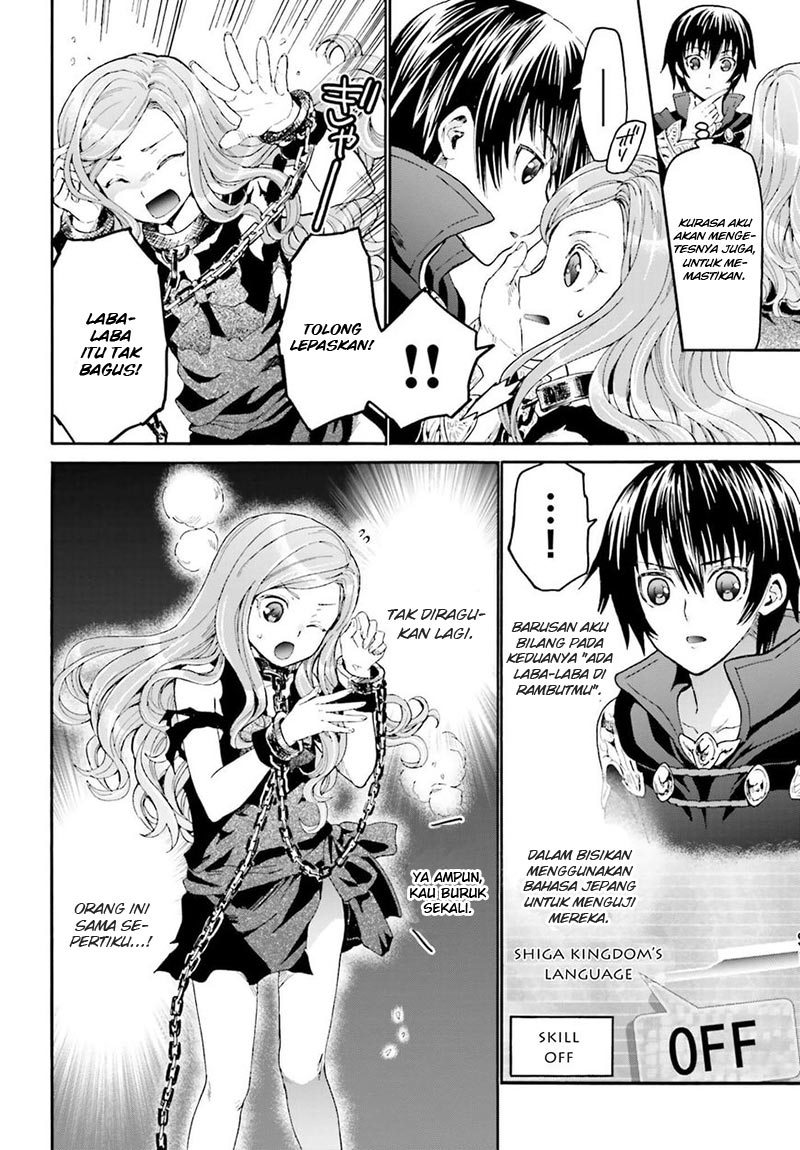 KURASA AKU
AKAN MENGE-
TESNYA JUGA,
UNTUK ME-
MASTIKAN.
!!
TOLONG
LEPASKAN!
LABA-
LABA
ITU TAK
BAGUS!
...!
BARUSAN AKU
BILANG PADA
KEDUANYA "ADA
LABA-LABA DI
RAMBUTMU".
DALAM BISIKAN
MENGGUNAKAN
BAHASA JEPANG
UNTUK MENGUJI
MEREKA.
SHIGA KINGDOM'S
LANGUAGE
SKILL
OFF
OFF
TAK DIRAGU-
KAN LAGI.
YA AMPUN,
KAU BURUK
SEKALI.
ORANG INI
SAMA SE-
PERTIKU...!